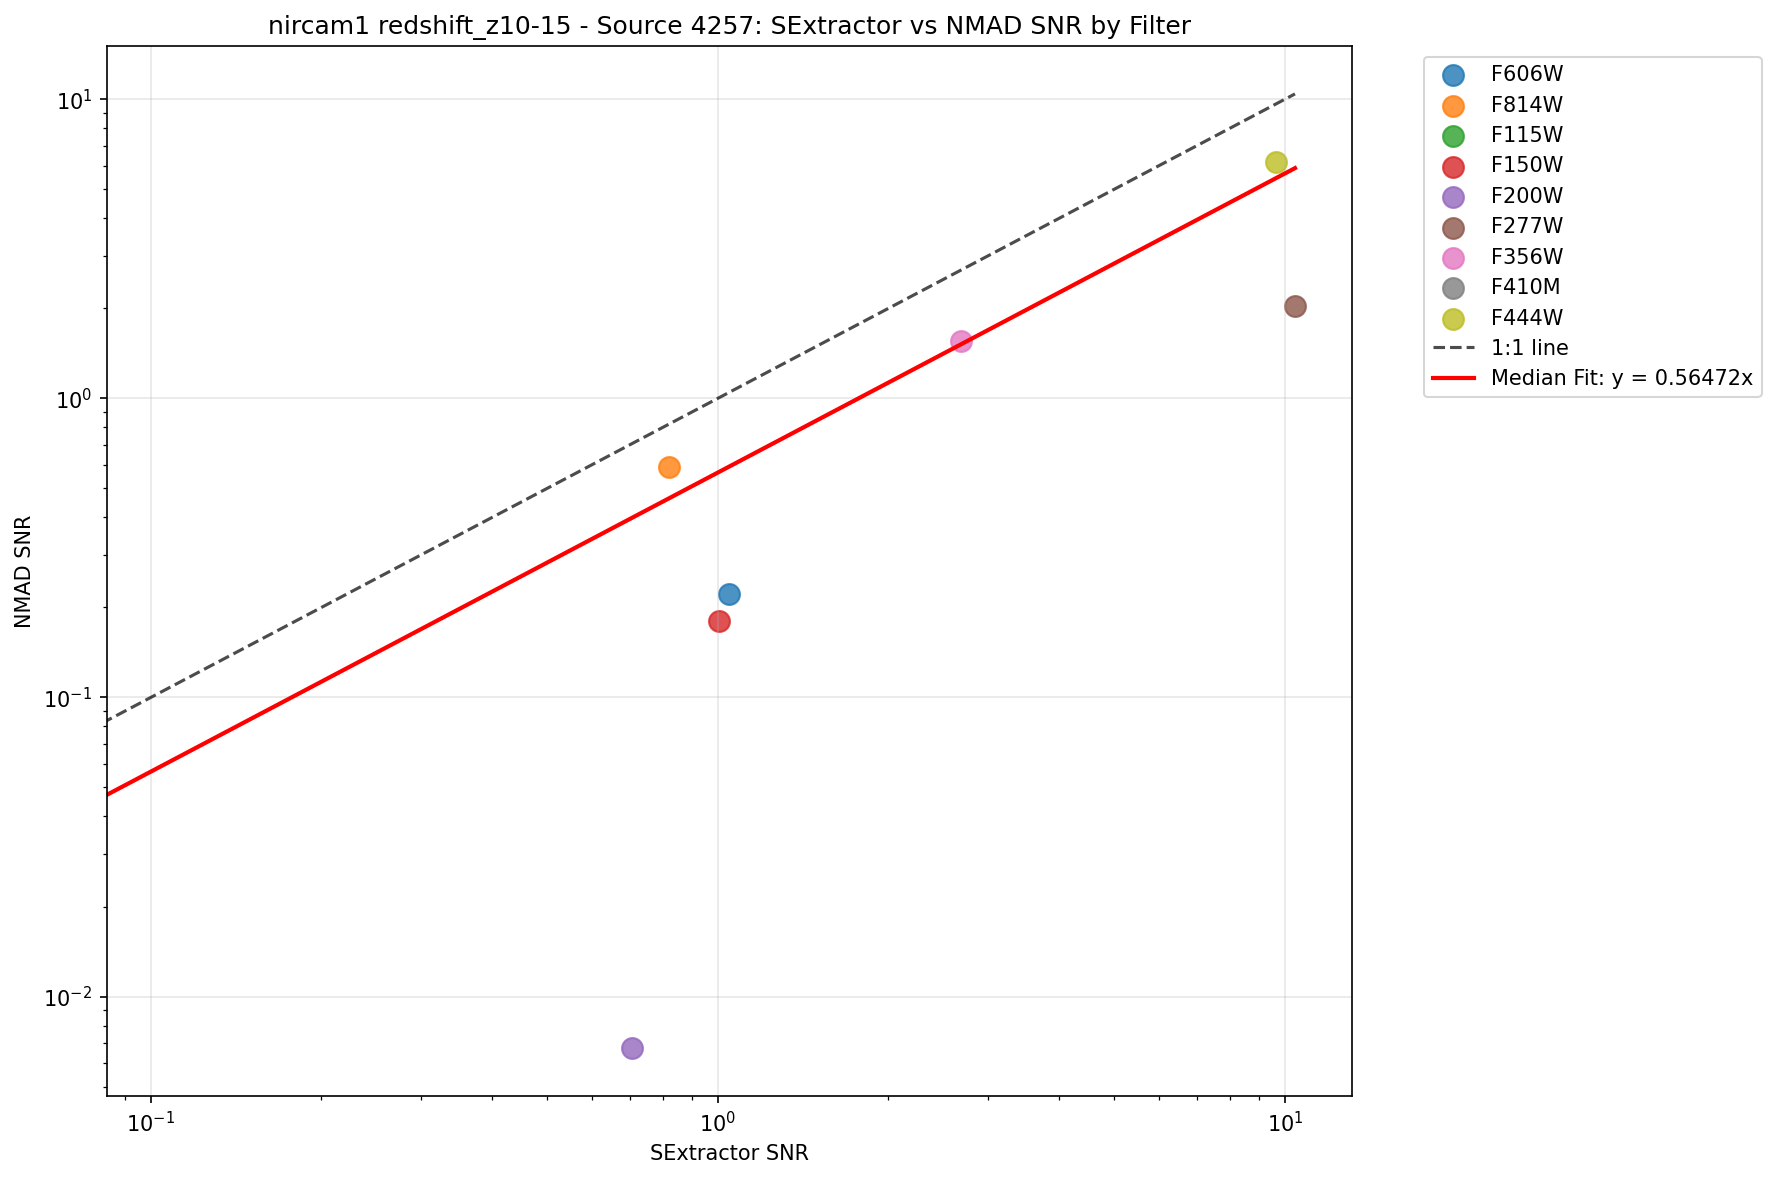 nircam1 redshift_z10-15 - Source 4257: SExtractor vs NMAD SNR by Filter
F606W
F814W
F115W
F150W
F200W
F277W
F356W
F410M
F444W
1:1 line
Median Fit: y = 0.56472x
NMAD SNR
10¹
10⁰
10⁻¹
10⁻²
10⁻¹ 10⁰ 10¹
SExtractor SNR